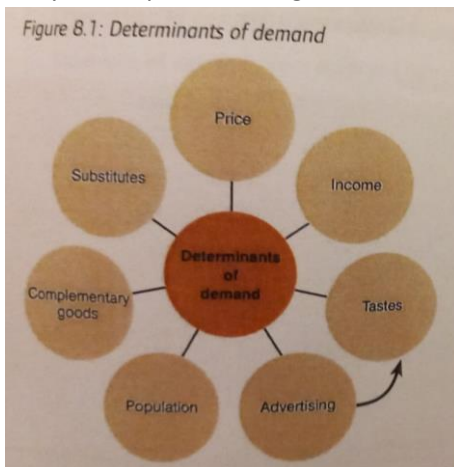 Figure 8.1: Determinants of demand
Price
Substitutes
Income
Determinants
of
demand
Complementary
goods
Tastes
Population
Advertising